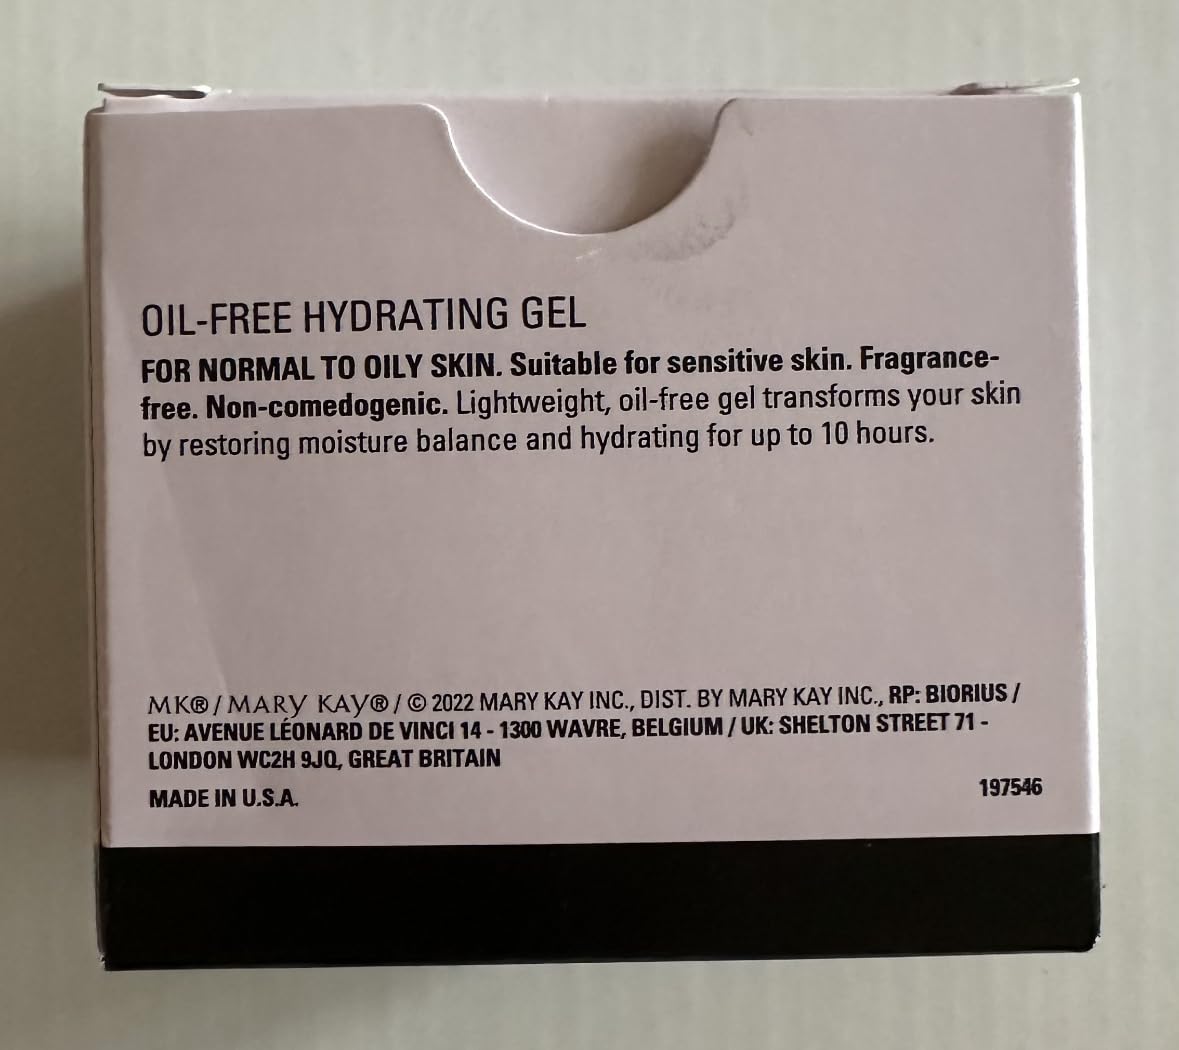 OIL-FREE HYDRATING GEL
FOR NORMAL TO OILY SKIN. Suitable for sensitive skin. Fragrance-
free. Non-comedogenic. Lightweight, oil-free gel transforms your skin
by restoring moisture balance and hydrating for up to 10 hours.
MK® / MARY KAY® / © 2022 MARY KAY INC., DIST. BY MARY KAY INC., RP: BIORIUS /
EU: AVENUE LÉONARD DE VINCI 14 - 1300 WAVRE, BELGIUM / UK: SHELTON STREET 71 -
LONDON WC2H 9JQ, GREAT BRITAIN
MADE IN U.S.A.
197546